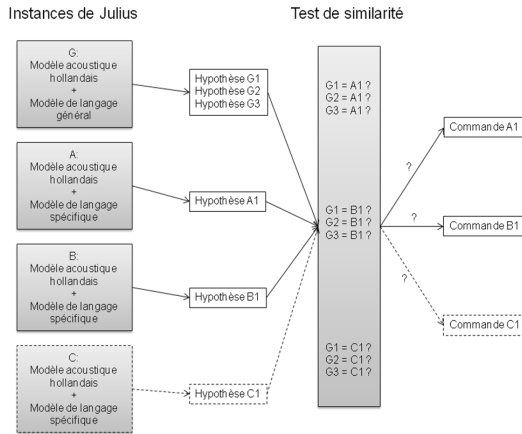 Instances de Julius
Test de similarité
G:
Modèle acoustique
hollandais
+
Modèle de langage
général
Hypothèse G1
Hypothèse G2
Hypothèse G3
A:
Modèle acoustique
hollandais
+
Modèle de langage
spécifique
Hypothèse A1
B:
Modèle acoustique
hollandais
+
Modèle de langage
spécifique
Hypothèse B1
C:
Modèle acoustique
hollandais
+
Modèle de langage
spécifique
Hypothèse C1
G1 = A1 ?
G2 = A1 ?
G3 = A1 ?
G1 = B1 ?
G2 = B1 ?
G3 = B1 ?
G1 = C1 ?
G2 = C1 ?
G3 = C1 ?
?
Commande A1
?
Commande B1
?
Commande C1